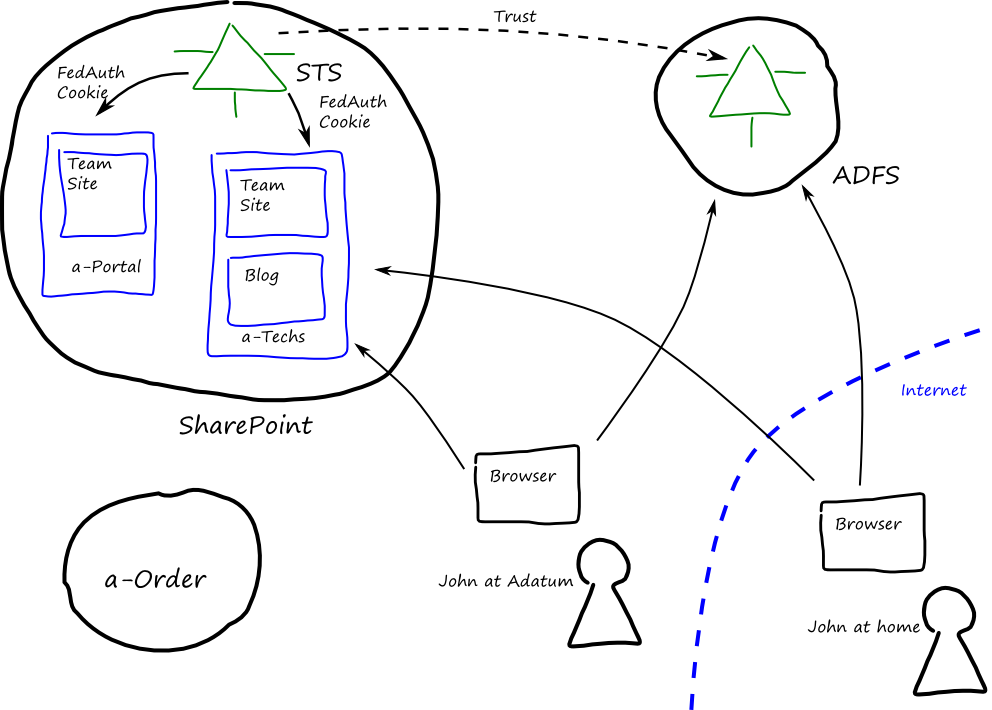 Trust
STS
FedAuth
Cookie
FedAuth
Cookie
Team
Site
a-Portal
Team
Site
Blog
a-Techs
SharePoint
ADFS
Internet
Browser
John at Adatum
Browser
John at home
a-Order